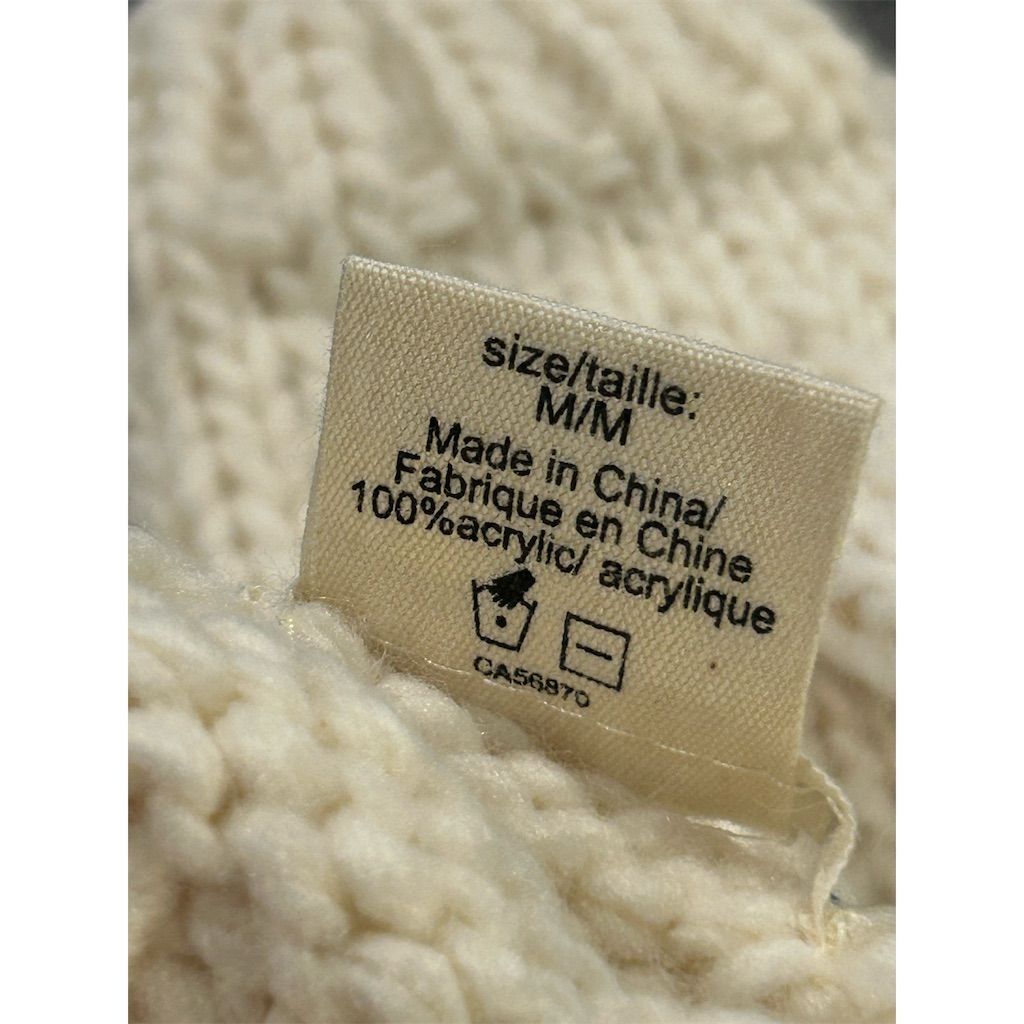 size/taille:
M/M
Made in China/
Fabrique en Chine
100%acrylic/ acrylique
CA56870